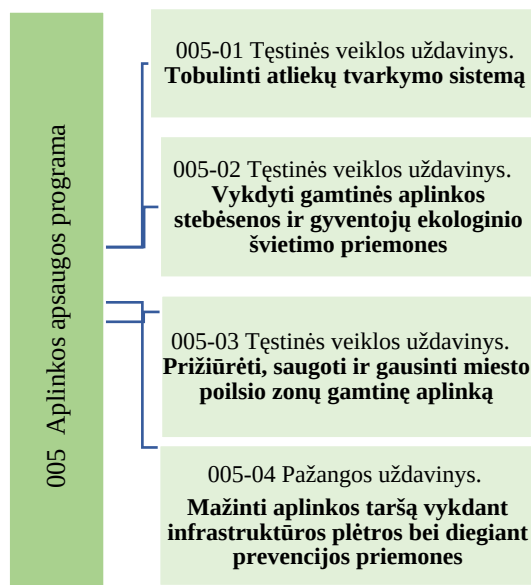 005 Aplinkos apsaugos programa
005-01 Tęstinės veiklos uždavinys.
Tobulinti atliekų tvarkymo sistemą
005-02 Tęstinės veiklos uždavinys.
Vykdyti gamtinės aplinkos
stebėsenos ir gyventojų ekologinio
švietimo priemones
005-03 Tęstinės veiklos uždavinys.
Prižiūrėti, saugoti ir gausinti miesto
poilsio zonų gamtinę aplinką
005-04 Pažangos uždavinys.
Mažinti aplinkos taršą vykdant
infrastruktūros plėtros bei diegiant
prevencijos priemones